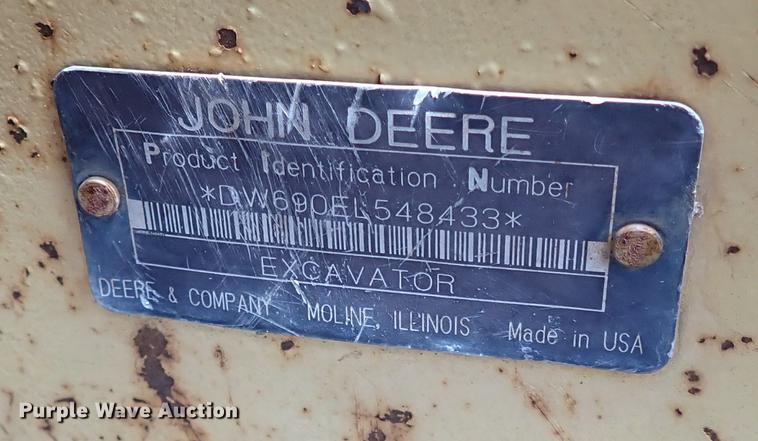 JOHN DEERE
Product Identification Number
*DW690EL548433*
EXCAVATOR
DEERE & COMPANY MOLINE, ILLINOIS Made in USA
Purple Wave Auction